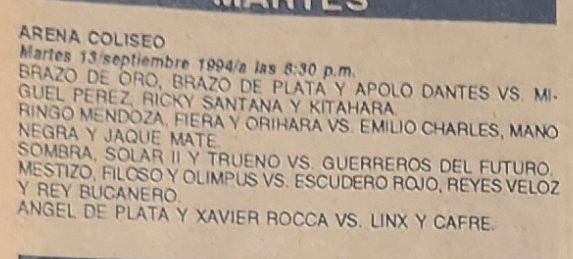 MARTES
ARENA COLISEO
Martes 13/septiembre 1994/a las 8:30 p.m.
BRAZO DE ORO, BRAZO DE PLATA Y APOLO DANTES VS. MI-
GUEL PEREZ, RICKY SANTANA Y KITAHARA.
RINGO MENDOZA, FIERA Y ORIHARA VS. EMILIO CHARLES, MANO
NEGRA Y JAQUE MATE.
SOMBRA, SOLAR II Y TRUENO VS. GUERREROS DEL FUTURO.
MESTIZO, FILOSO Y OLIMPUS VS. ESCUDERO ROJO, REYES VELOZ
Y REY BUCANERO.
ANGEL DE PLATA Y XAVIER ROCCA VS. LINX Y CAFRE.